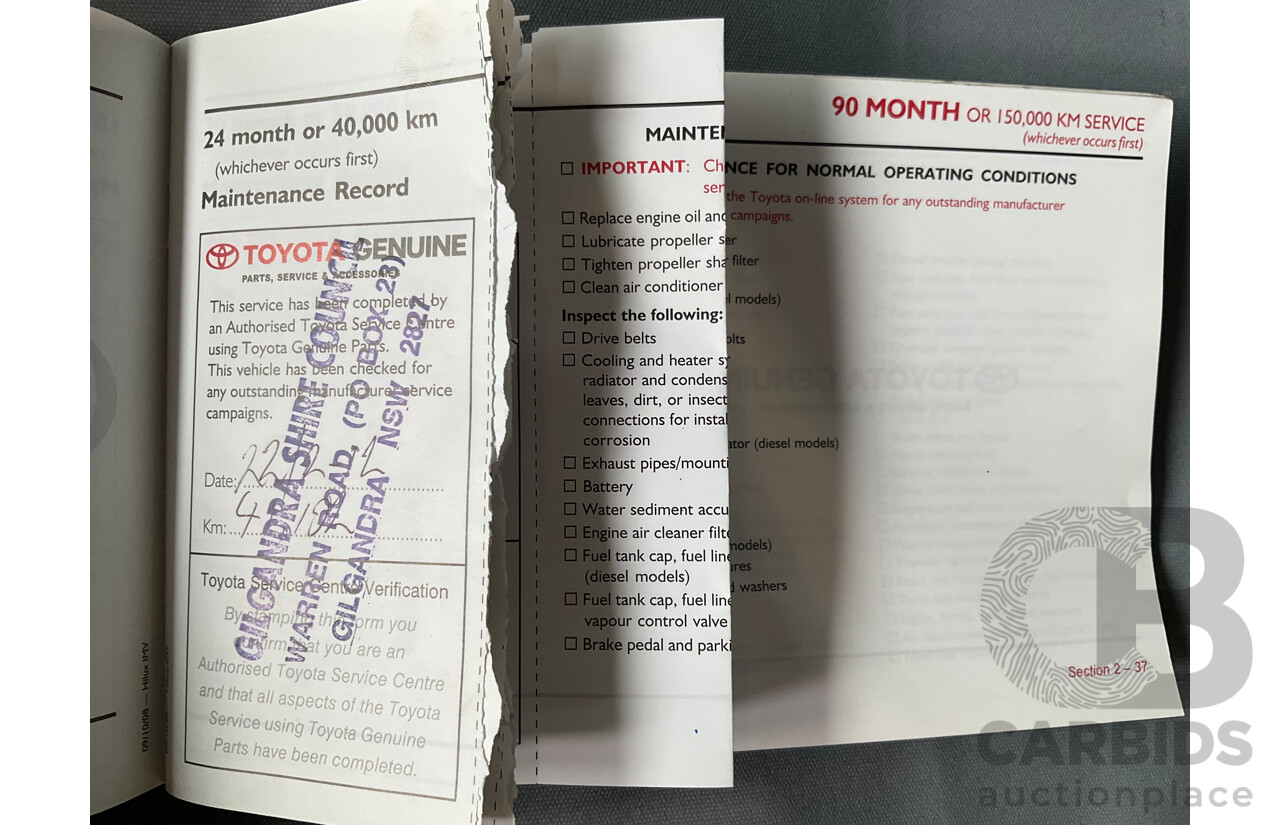 24 month or 40,000 km
(whichever occurs first)
Maintenance Record
TOYOTA GENUINE
PARTS, SERVICE & ACCESSORIES
This service has been completed by
an Authorised Toyota Service Centre
using Toyota Genuine Parts.
This vehicle has been checked for
any outstanding manufacturer service
campaigns.
Date:
Km:
Toyota Service Centre Verification
By stamping this form you
confirm that you are an
Authorised Toyota Service Centre
and that all aspects of the Toyota
Service using Toyota Genuine
Parts have been completed.
GILGANDRA SHIRE COUNCIL
WARREN ROAD, (PO BOX 23)
GILGANDRA NSW 2827
09/10/08 — Hilux IMV
MAINTE
IMPORTANT: Ch
ser
Replace engine oil and
Lubricate propeller
Tighten propeller sha
Clean air conditioner
Inspect the following:
Drive belts
Cooling and heater sy
radiator and condens
leaves, dirt, or insect
connections for instal
corrosion
Exhaust pipes/mounti
Battery
Water sediment accu
Engine air cleaner filte
Fuel tank cap, fuel line
(diesel models)
Fuel tank cap, fuel line
vapour control valve
Brake pedal and parki
90 MONTH OR 150,000 KM SERVICE
(whichever occurs first)
NCE FOR NORMAL OPERATING CONDITIONS
the Toyota on-line system for any outstanding manufacturer
campaigns.
er
filter
l models)
olts
ator (diesel models)
models)
res
d washers
Section 2 – 37
CB
CARBIDS
auctionplace